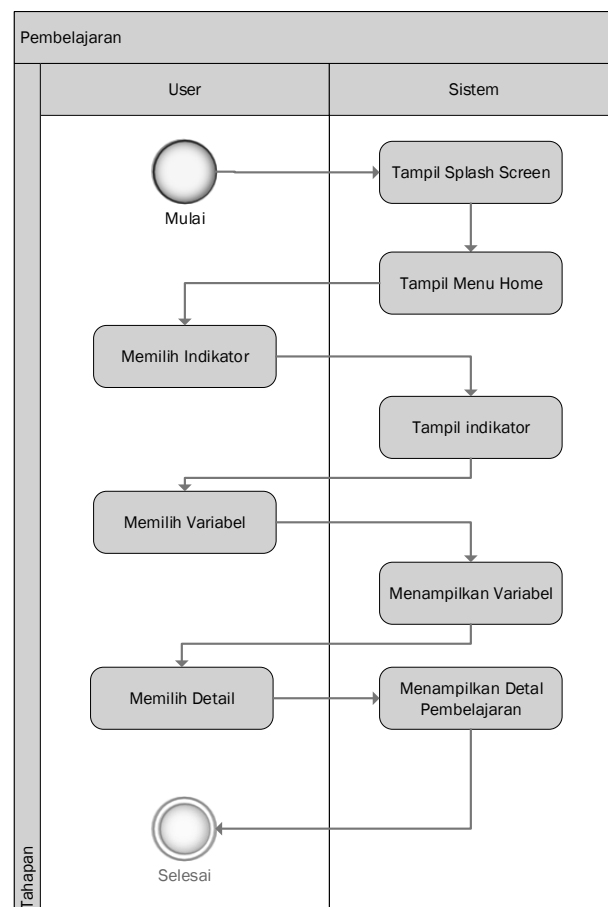 Pembelajaran
User
Sistem
Mulai
Tampil Splash Screen
Tampil Menu Home
Memilih Indikator
Tampil indikator
Memilih Variabel
Menampilkan Variabel
Memilih Detail
Menampilkan Detal
Pembelajaran
Selesai
Tahapan